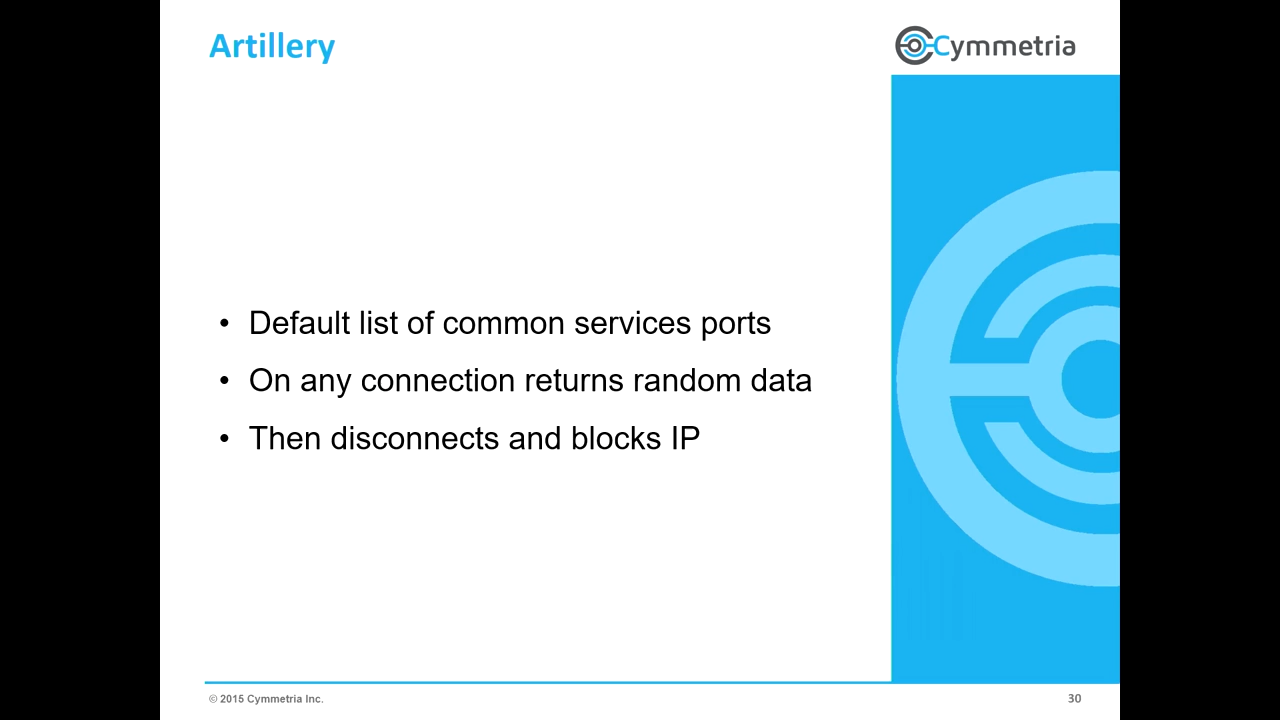 Artillery
Cymmetria
• Default list of common services ports
• On any connection returns random data
• Then disconnects and blocks IP
© 2015 Cymmetria Inc.
30